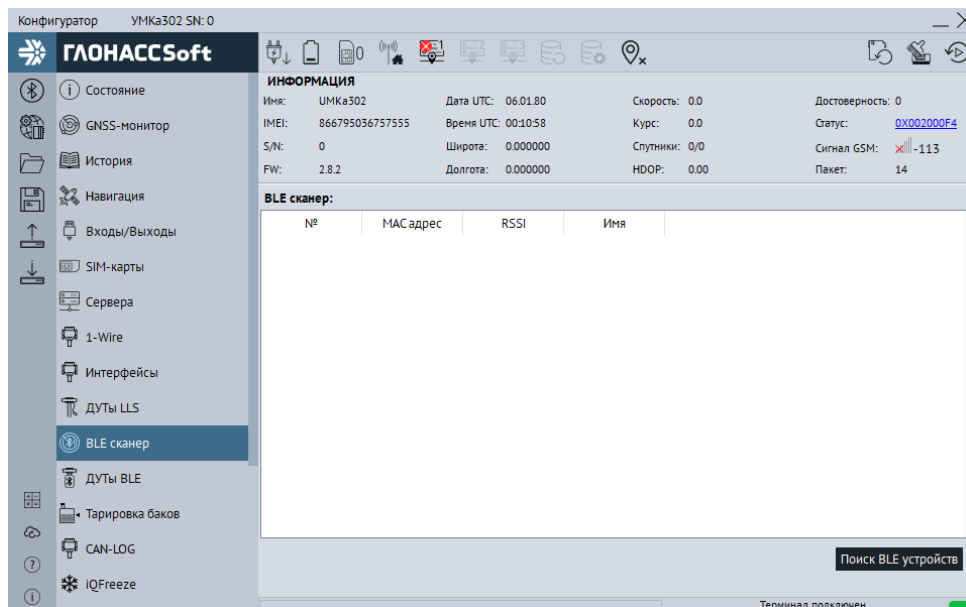 Конфигуратор УМКа302 SN: 0
ГЛОНАССSoft
0
1
2
3
ИНФОРМАЦИЯ
Имя: UMKa302 Дата UTC: 06.01.80 Скорость: 0.0 Достоверность: 0
IMEI: 866795036757555 Время UTC: 00:10:58 Курс: 0.0 Статус: 0X002000F4
S/N: 0 Широта: 0.000000 Спутники: 0/0 Сигнал GSM: -113
FW: 2.8.2 Долгота: 0.000000 HDOP: 0.00 Пакет: 14
Состояние
GNSS-монитор
История
Навигация
Входы/Выходы
SIM-карты
Сервера
1-Wire
Интерфейсы
ДУТы LLS
BLE сканер
ДУТы BLE
Тарировка баков
CAN-LOG
iQFreeze
BLE сканер:
№ MAC адрес RSSI Имя
Поиск BLE устройств
Терминал подключен